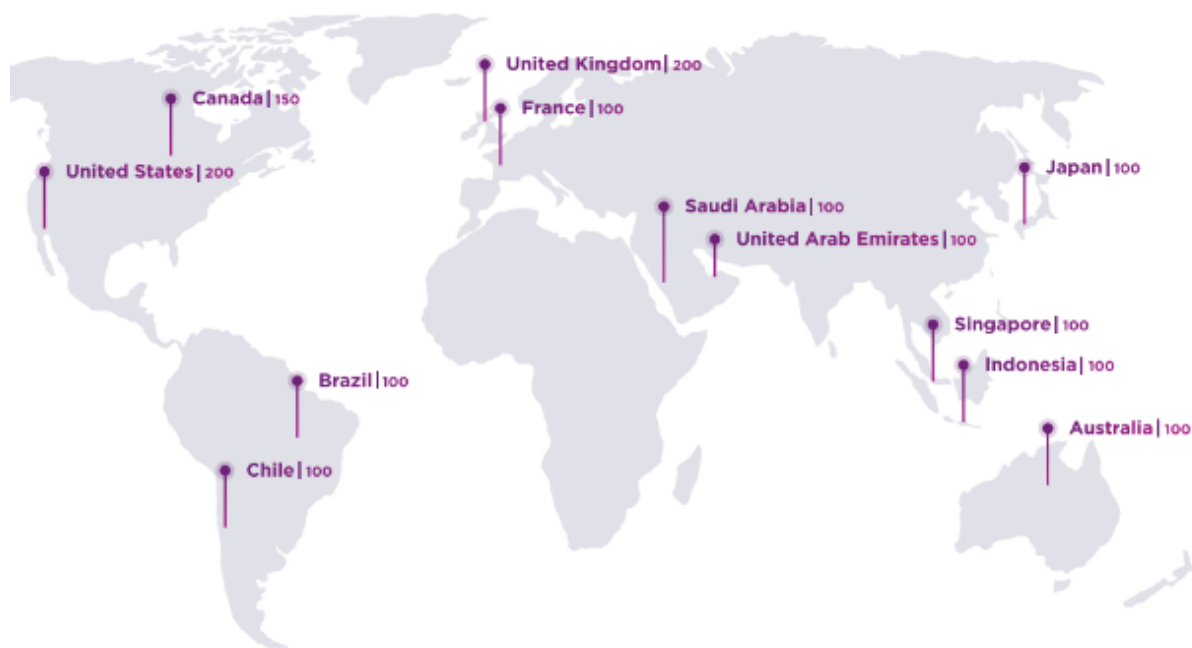 United Kingdom| 200
Canada| 150
France| 100
United States| 200
Japan| 100
Saudi Arabia| 100
United Arab Emirates| 100
Singapore| 100
Indonesia| 100
Brazil| 100
Australia| 100
Chile| 100